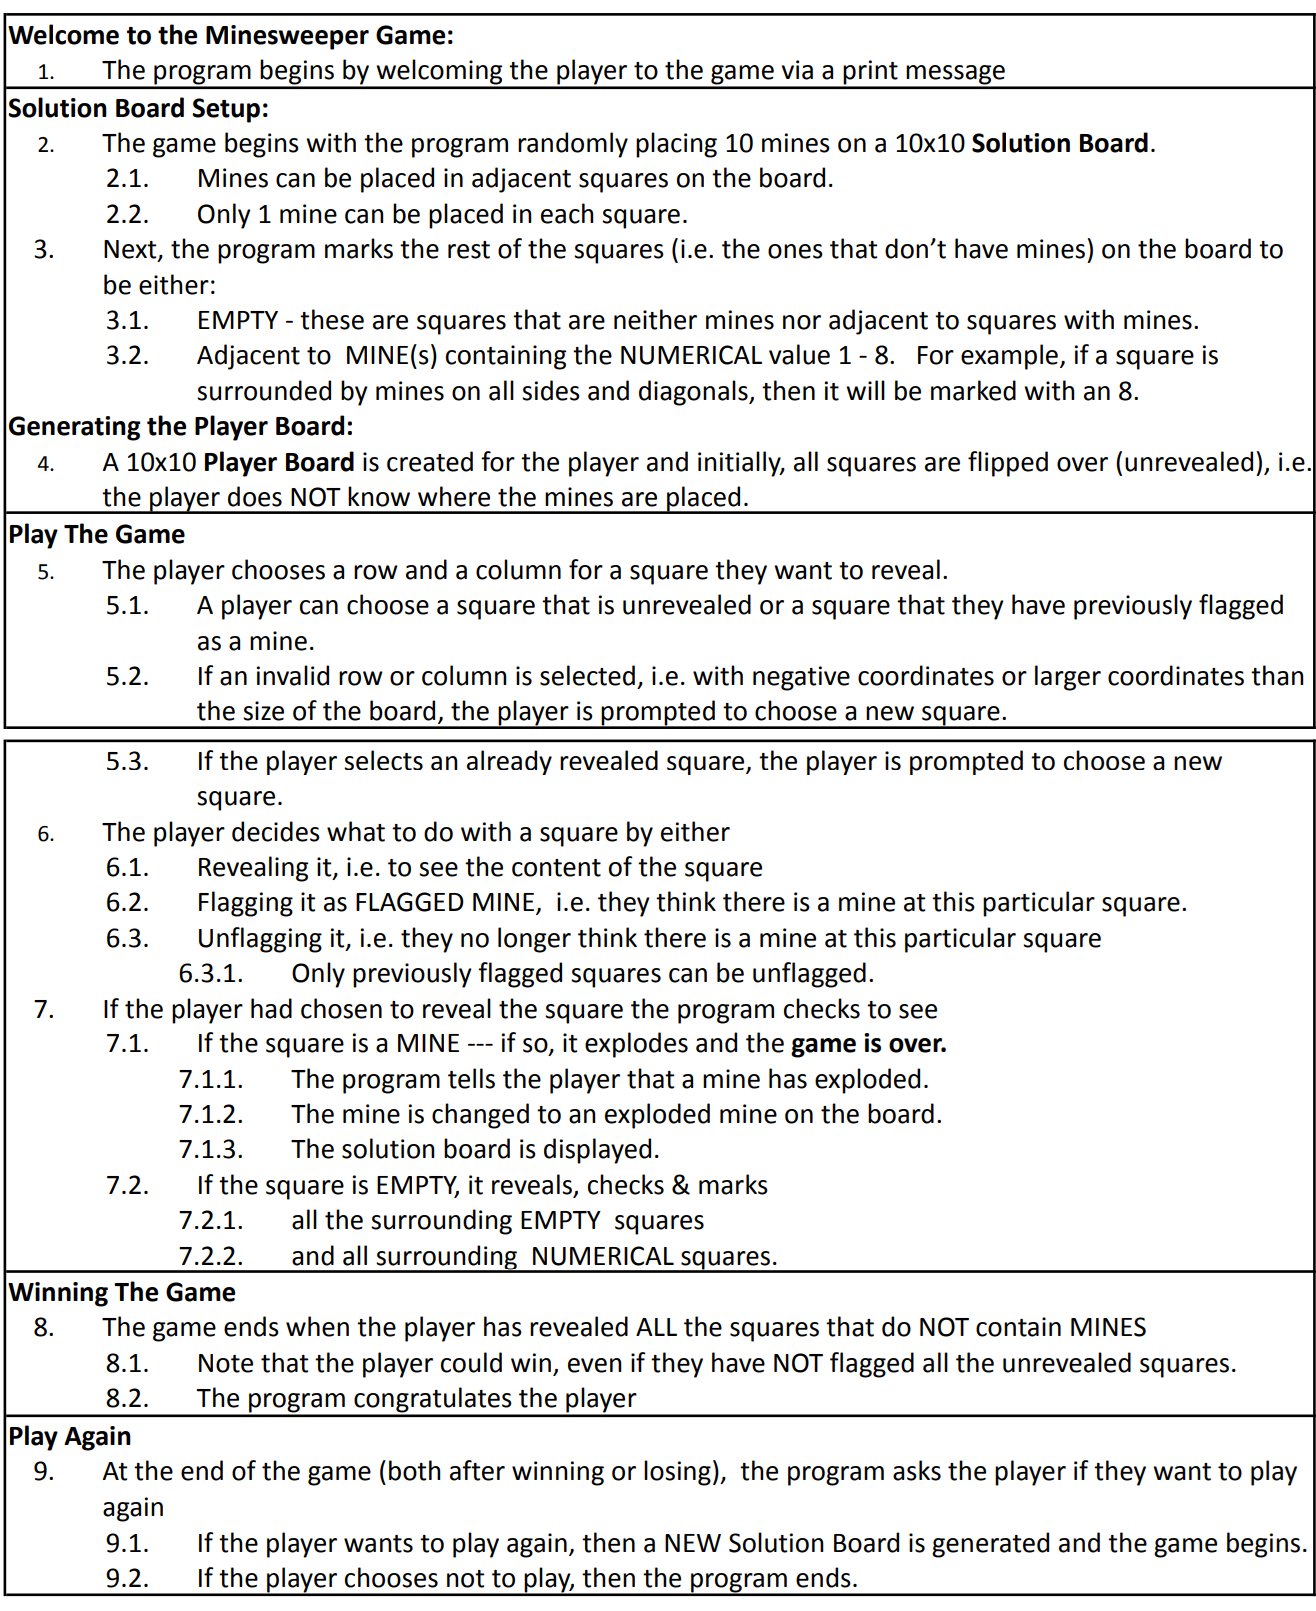 Welcome to the Minesweeper Game:
1. The program begins by welcoming the player to the game via a print message
Solution Board Setup:
2. The game begins with the program randomly placing 10 mines on a 10x10 Solution Board.
2.1. Mines can be placed in adjacent squares on the board.
2.2. Only 1 mine can be placed in each square.
3. Next, the program marks the rest of the squares (i.e. the ones that don't have mines) on the board to
be either:
3.1. EMPTY - these are squares that are neither mines nor adjacent to squares with mines.
3.2. Adjacent to MINE(s) containing the NUMERICAL value 1 - 8. For example, if a square is
surrounded by mines on all sides and diagonals, then it will be marked with an 8.
Generating the Player Board:
4. A 10x10 Player Board is created for the player and initially, all squares are flipped over (unrevealed), i.e.
the player does NOT know where the mines are placed.
Play The Game
5. The player chooses a row and a column for a square they want to reveal.
5.1. A player can choose a square that is unrevealed or a square that they have previously flagged
as a mine.
5.2. If an invalid row or column is selected, i.e. with negative coordinates or larger coordinates than
the size of the board, the player is prompted to choose a new square.
5.3. If the player selects an already revealed square, the player is prompted to choose a new
square.
6. The player decides what to do with a square by either
6.1. Revealing it, i.e. to see the content of the square
6.2. Flagging it as FLAGGED MINE, i.e. they think there is a mine at this particular square.
6.3. Unflagging it, i.e. they no longer think there is a mine at this particular square
6.3.1. Only previously flagged squares can be unflagged.
7. If the player had chosen to reveal the square the program checks to see
7.1. If the square is a MINE --- if so, it explodes and the game is over.
7.1.1. The program tells the player that a mine has exploded.
7.1.2. The mine is changed to an exploded mine on the board.
7.1.3. The solution board is displayed.
7.2. If the square is EMPTY, it reveals, checks & marks
7.2.1. all the surrounding EMPTY squares
7.2.2. and all surrounding NUMERICAL squares.
Winning The Game
8. The game ends when the player has revealed ALL the squares that do NOT contain MINES
8.1. Note that the player could win, even if they have NOT flagged all the unrevealed squares.
8.2. The program congratulates the player
Play Again
9. At the end of the game (both after winning or losing), the program asks the player if they want to play
again
9.1. If the player wants to play again, then a NEW Solution Board is generated and the game begins.
9.2. If the player chooses not to play, then the program ends.